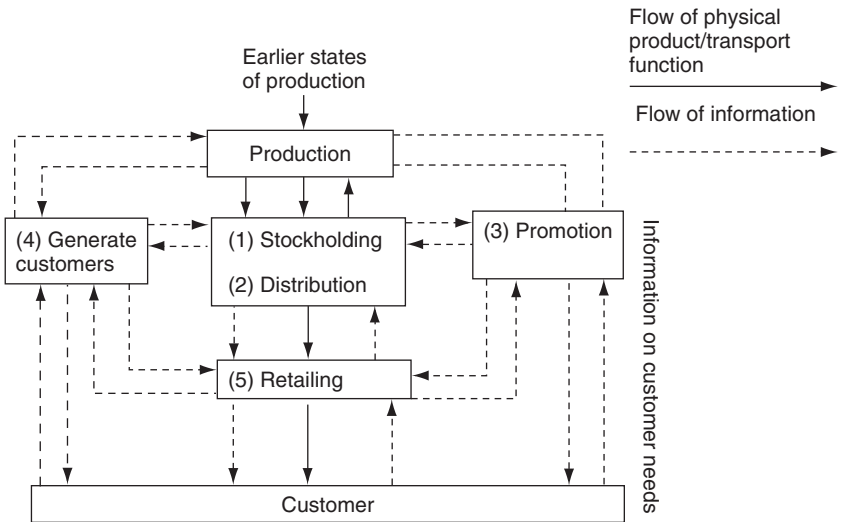 Flow of physical
product/transport
function
Flow of information
Earlier states
of production
Production
(4) Generate
customers
(1) Stockholding
(2) Distribution
(3) Promotion
(5) Retailing
Customer
Information on customer needs